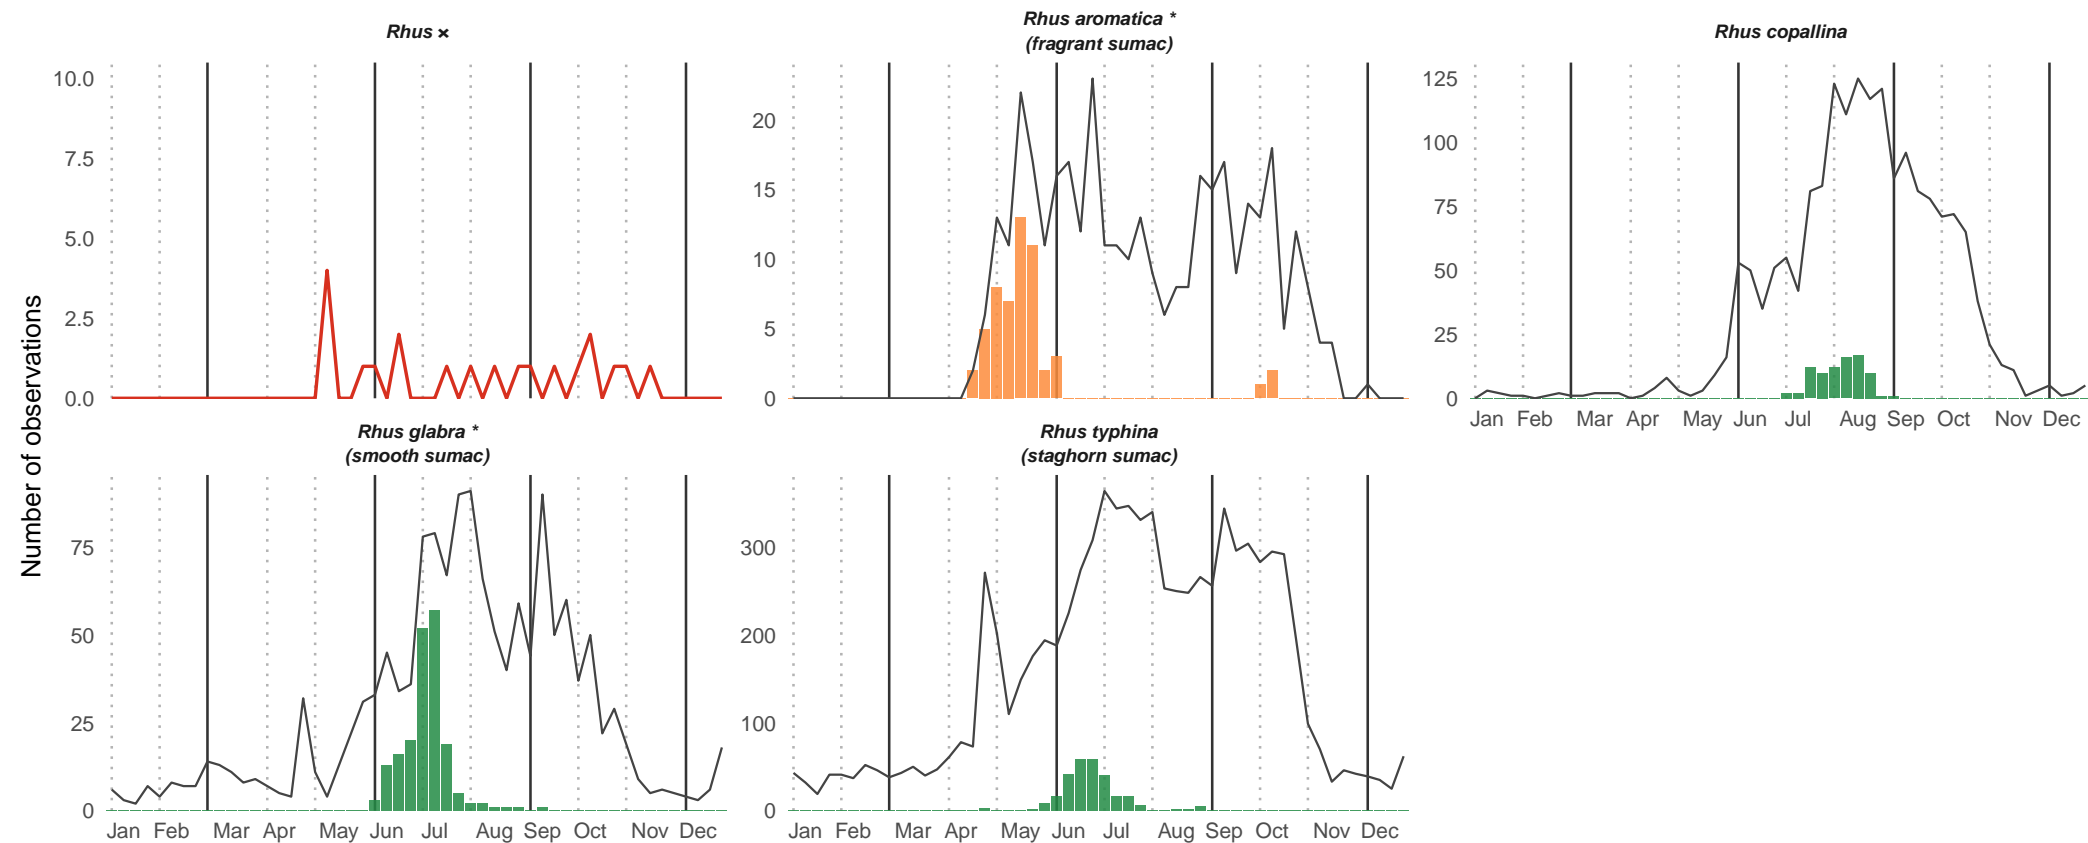 Number of observations
Rhus ×
10.0
7.5
5.0
2.5
0.0
Rhus aromatica *
(fragrant sumac)
20
15
10
5
0
Rhus copallina
125
100
75
50
25
0
Jan Feb Mar Apr May Jun Jul Aug Sep Oct Nov Dec
Rhus glabra *
(smooth sumac)
75
50
25
0
Jan Feb Mar Apr May Jun Jul Aug Sep Oct Nov Dec
Rhus typhina
(staghorn sumac)
300
200
100
0
Jan Feb Mar Apr May Jun Jul Aug Sep Oct Nov Dec